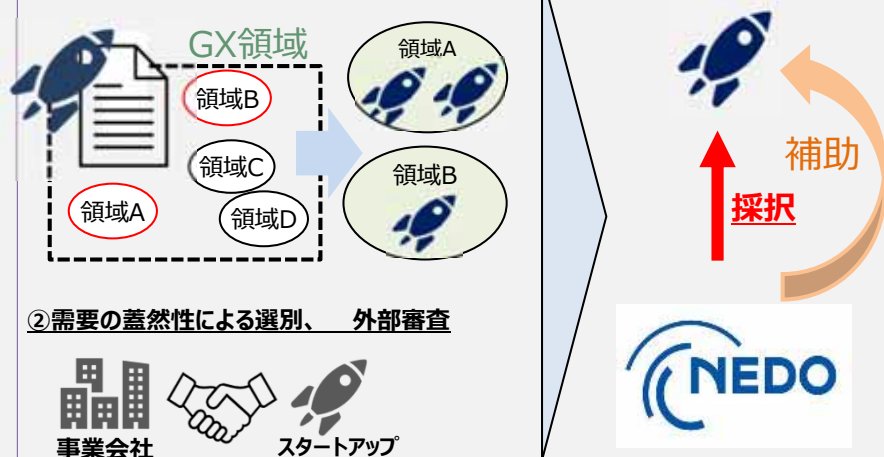 GX領域
領域B
領域C
領域A
領域D
領域A
領域B
②需要の蓋然性による選別、　外部審査
事業会社
スタートアップ
補助
採択
NEDO